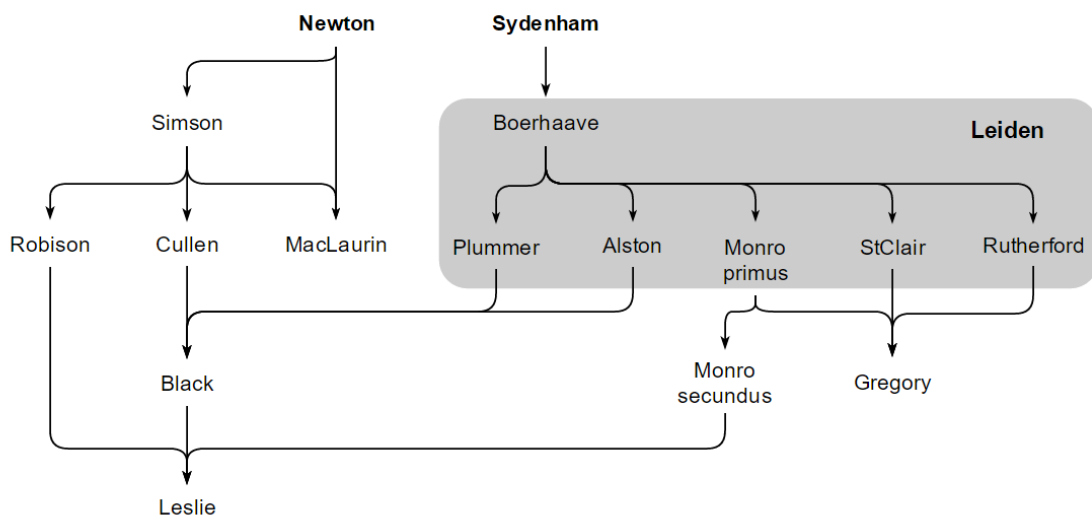 Newton
Sydenham
Simson
Boerhaave
Leiden
Robison
Cullen
MacLaurin
Plummer
Alston
Monro
primus
StClair
Rutherford
Black
Monro
secundus
Gregory
Leslie